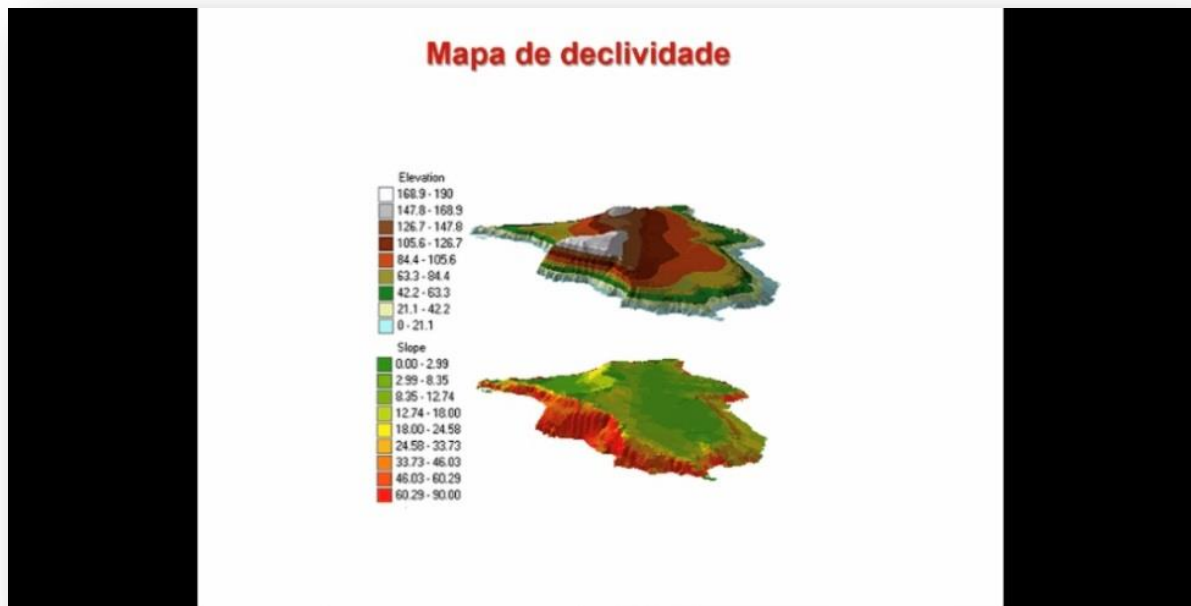 Mapa de declividade
Elevation
168.9 - 190
147.8 - 168.9
126.7 - 147.8
105.6 - 126.7
84.4 - 105.6
63.3 - 84.4
42.2 - 63.3
21.1 - 42.2
0 - 21.1
Slope
0.00 - 2.99
2.99 - 8.35
8.35 - 12.74
12.74 - 18.00
18.00 - 24.58
24.58 - 33.73
33.73 - 46.03
46.03 - 60.29
60.29 - 90.00